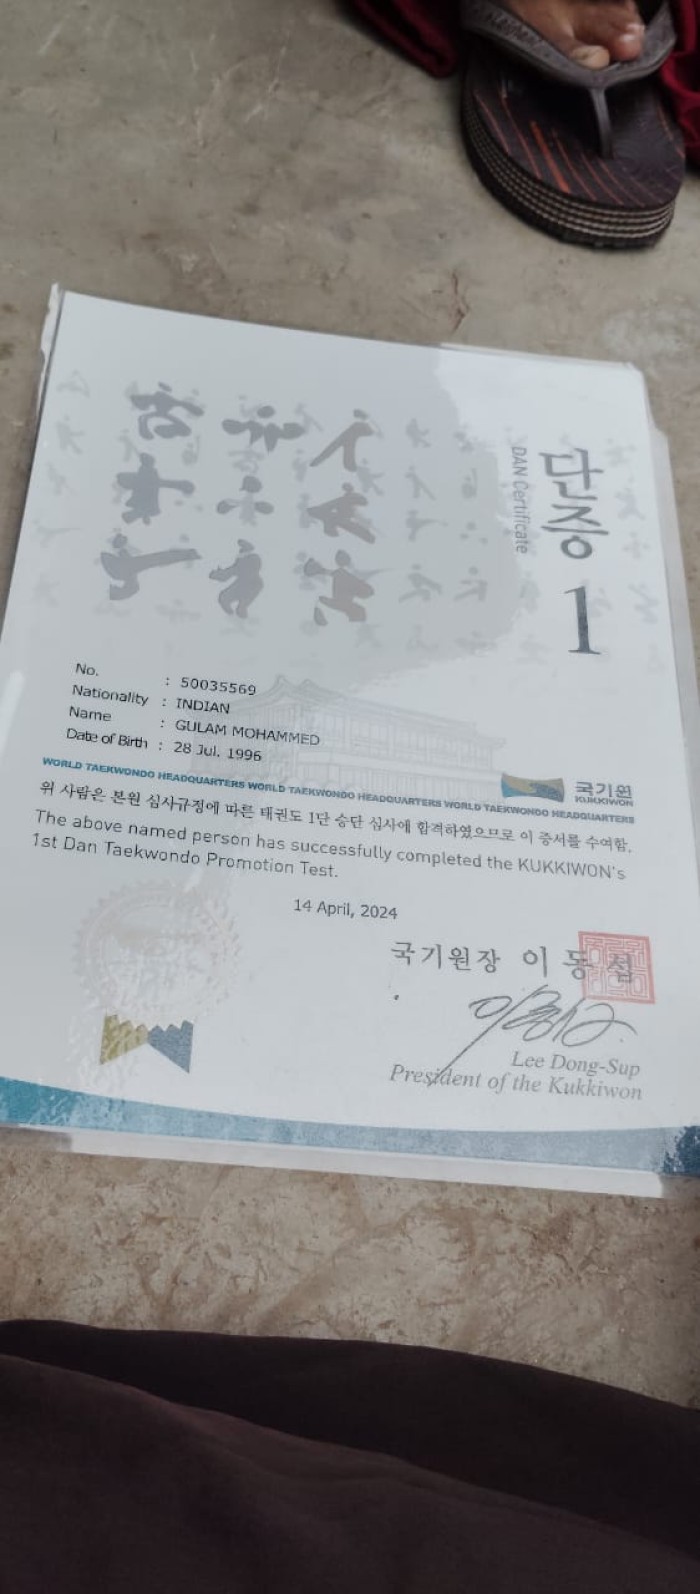 단증
DAN Certificate
1
No. : 50035569
Nationality : INDIAN
Name : GULAM MOHAMMED
Date of Birth : 28 Jul. 1996
국기원
KUKKIWON
WORLD TAEKWONDO HEADQUARTERS WORLD TAEKWONDO HEADQUARTERS WORLD TAEKWONDO HEADQUARTERS
위 사람은 본원 심사규정에 따른 태권도 1단 승단 심사에 합격하였으므로 이 증서를 수여함.
The above named person has successfully completed the KUKKIWON's
1st Dan Taekwondo Promotion Test.
14 April, 2024
국기원장 이동섭
Lee Dong-Sup
President of the Kukkiwon